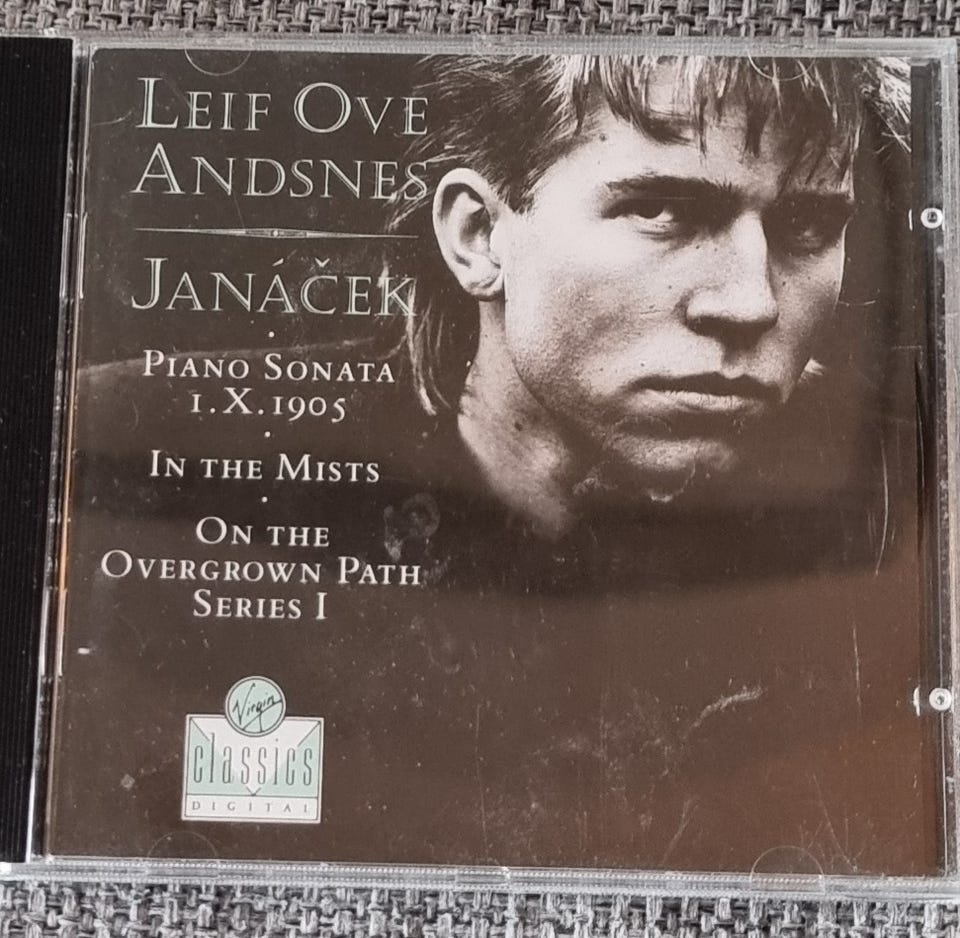 LEIF OVE
ANDSNES
JANÁČEK
PIANO SONATA
1.X.1905
IN THE MISTS
ON THE
OVERGROWN PATH
SERIES I
Virgin
classics
DIGITAL